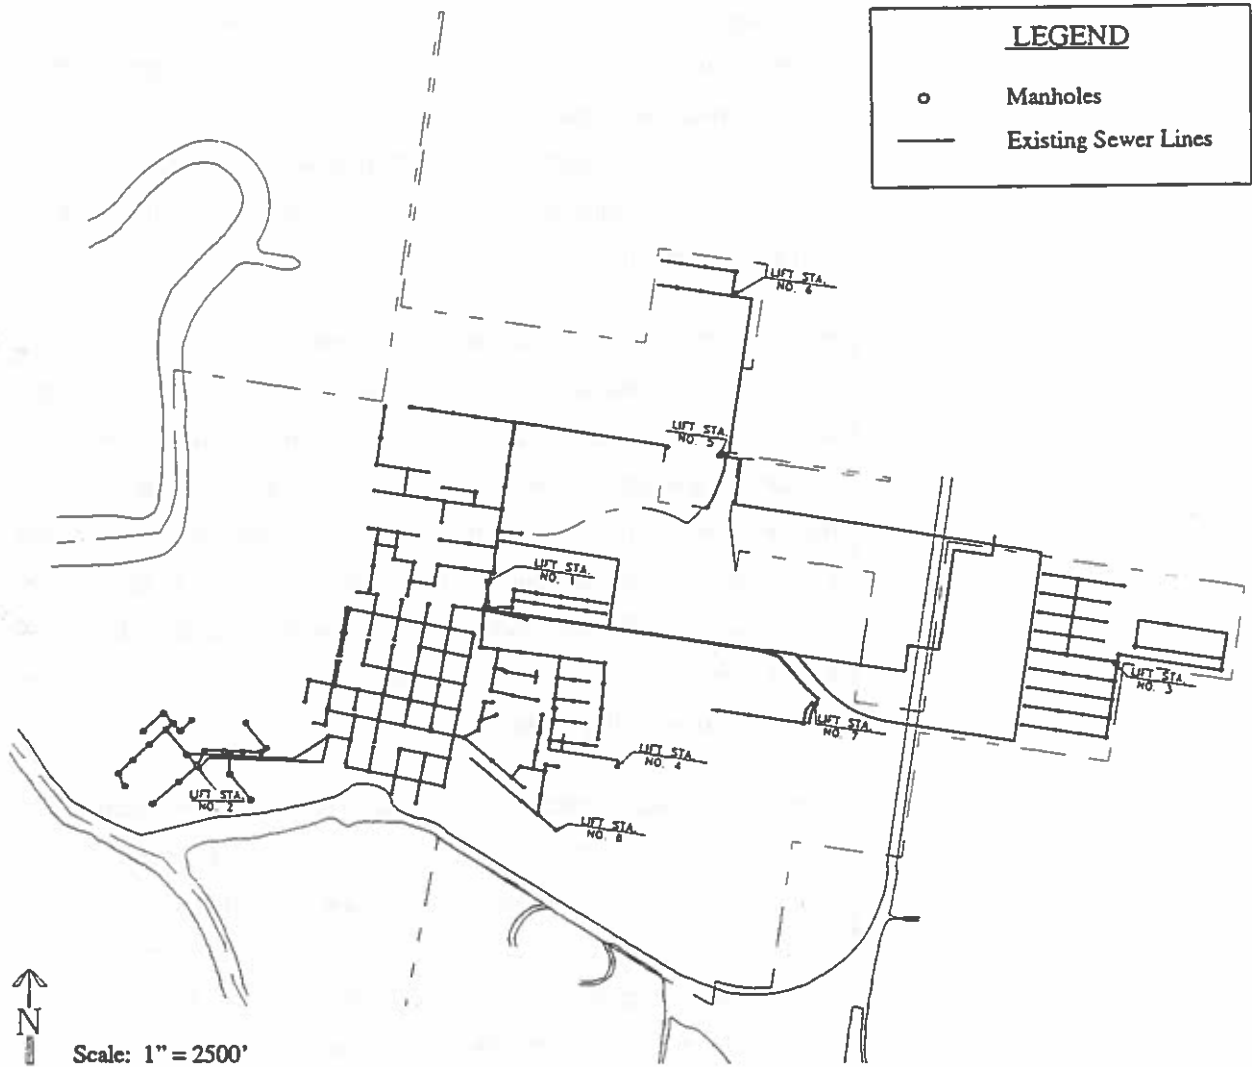 LEGEND
Manholes
Existing Sewer Lines
LIFT STA.
NO. 6
LIFT STA.
NO. 5
LIFT STA.
NO. 1
LIFT STA.
NO. 3
LIFT STA.
NO. 7
LIFT STA.
NO. 4
LIFT STA.
NO. 2
LIFT STA.
NO. 8
N
Scale: 1" = 2500'